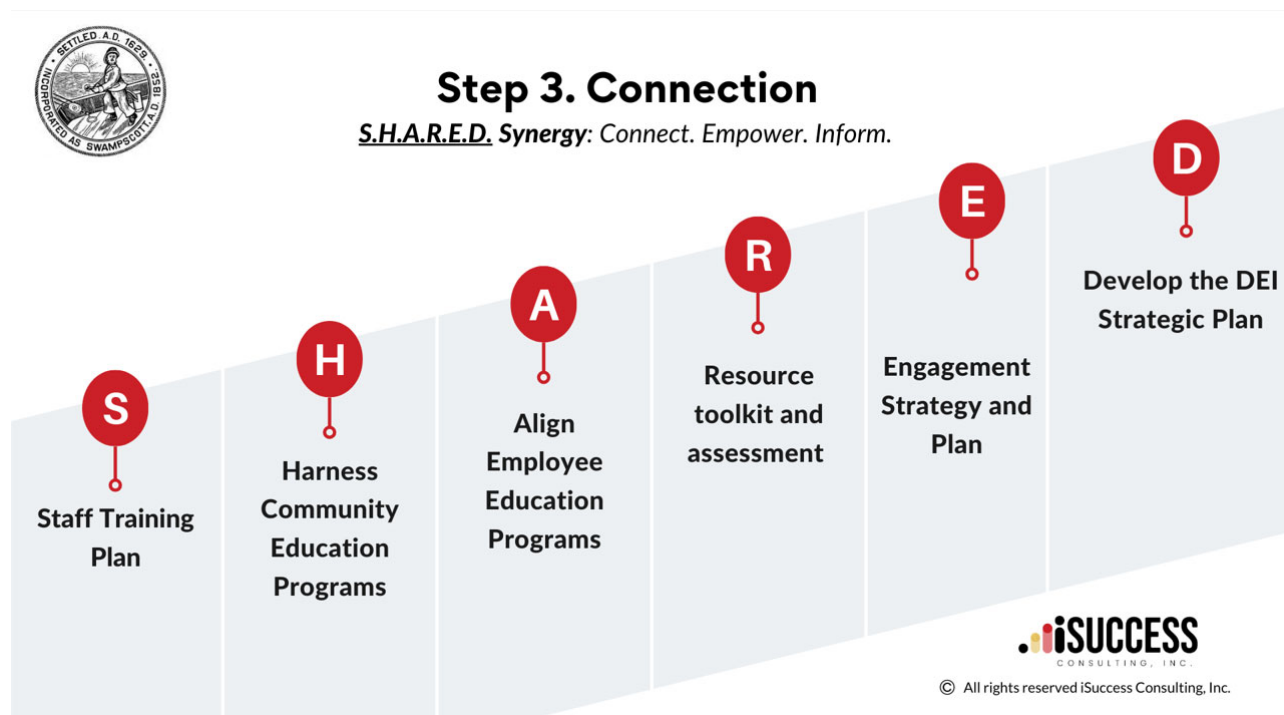 SETTLED A.D. 1629.
INCORPORATED AS SWAMPSCOTT. A.D. 1852.
Step 3. Connection
S.H.A.R.E.D. Synergy: Connect. Empower. Inform.
S
Staff Training
Plan
H
Harness
Community
Education
Programs
A
Align
Employee
Education
Programs
R
Resource
toolkit and
assessment
E
Engagement
Strategy and
Plan
D
Develop the DEI
Strategic Plan
iSUCCESS
CONSULTING, INC.
© All rights reserved iSuccess Consulting, Inc.